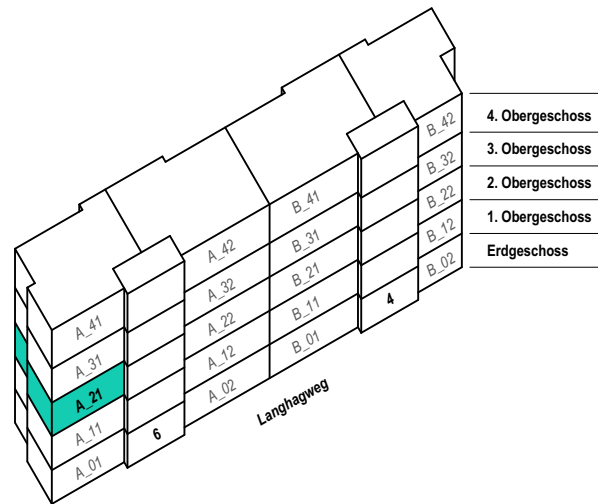 4. Obergeschoss
3. Obergeschoss
2. Obergeschoss
1. Obergeschoss
Erdgeschoss
B_42
B_32
B_22
B_12
B_02
4
B_41
B_31
B_21
B_11
B_01
A_42
A_32
A_22
A_12
A_02
6
A_41
A_31
A_21
A_11
A_01
Langhagweg